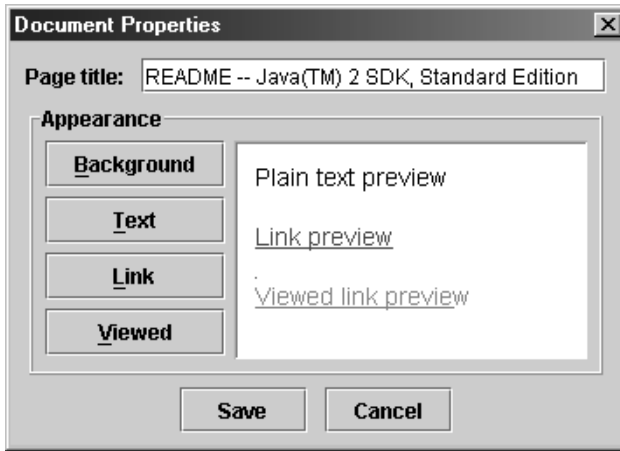 Document Properties
Page title: README -- Java(TM) 2 SDK, Standard Edition
Appearance
Background
Text
Link
Viewed
Plain text preview
Link preview
Viewed link preview
Save
Cancel